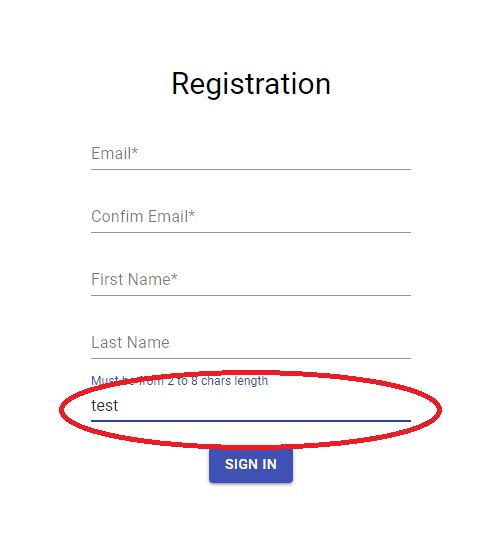 Registration
Email*
Confim Email*
First Name*
Last Name
Must be from 2 to 8 chars length
test
SIGN IN